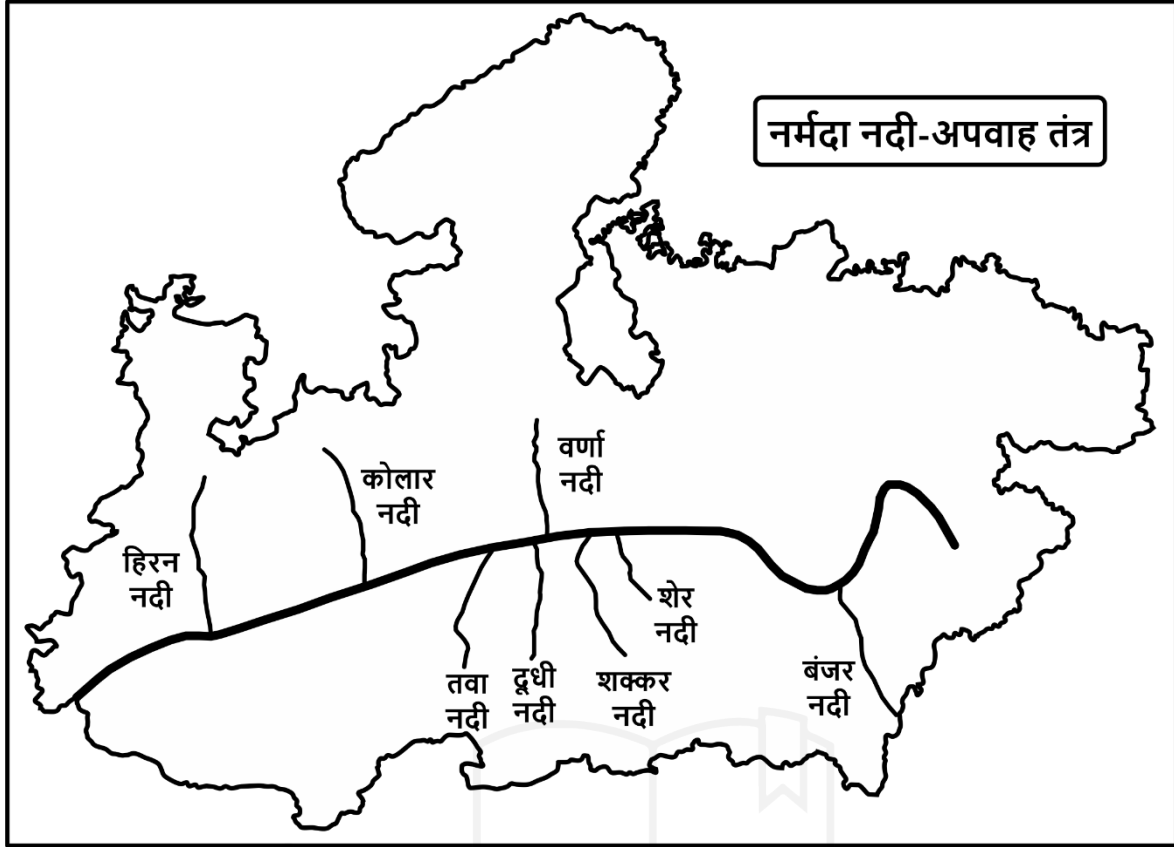 नर्मदा नदी-अपवाह तंत्र
वर्णा
नदी
कोलार
नदी
हिरन
नदी
शेर
नदी
तवा
नदी
दूधी
नदी
शक्कर
नदी
बंजर
नदी